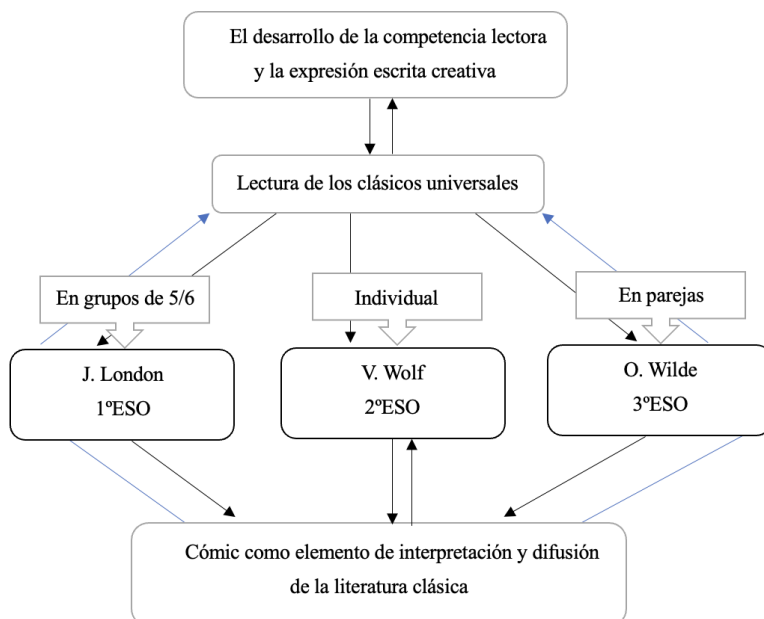 El desarrollo de la competencia lectora
y la expresión escrita creativa
Lectura de los clásicos universales
En grupos de 5/6
Individual
En parejas
J. London
1ºESO
V. Wolf
2ºESO
O. Wilde
3ºESO
Cómic como elemento de interpretación y difusión
de la literatura clásica